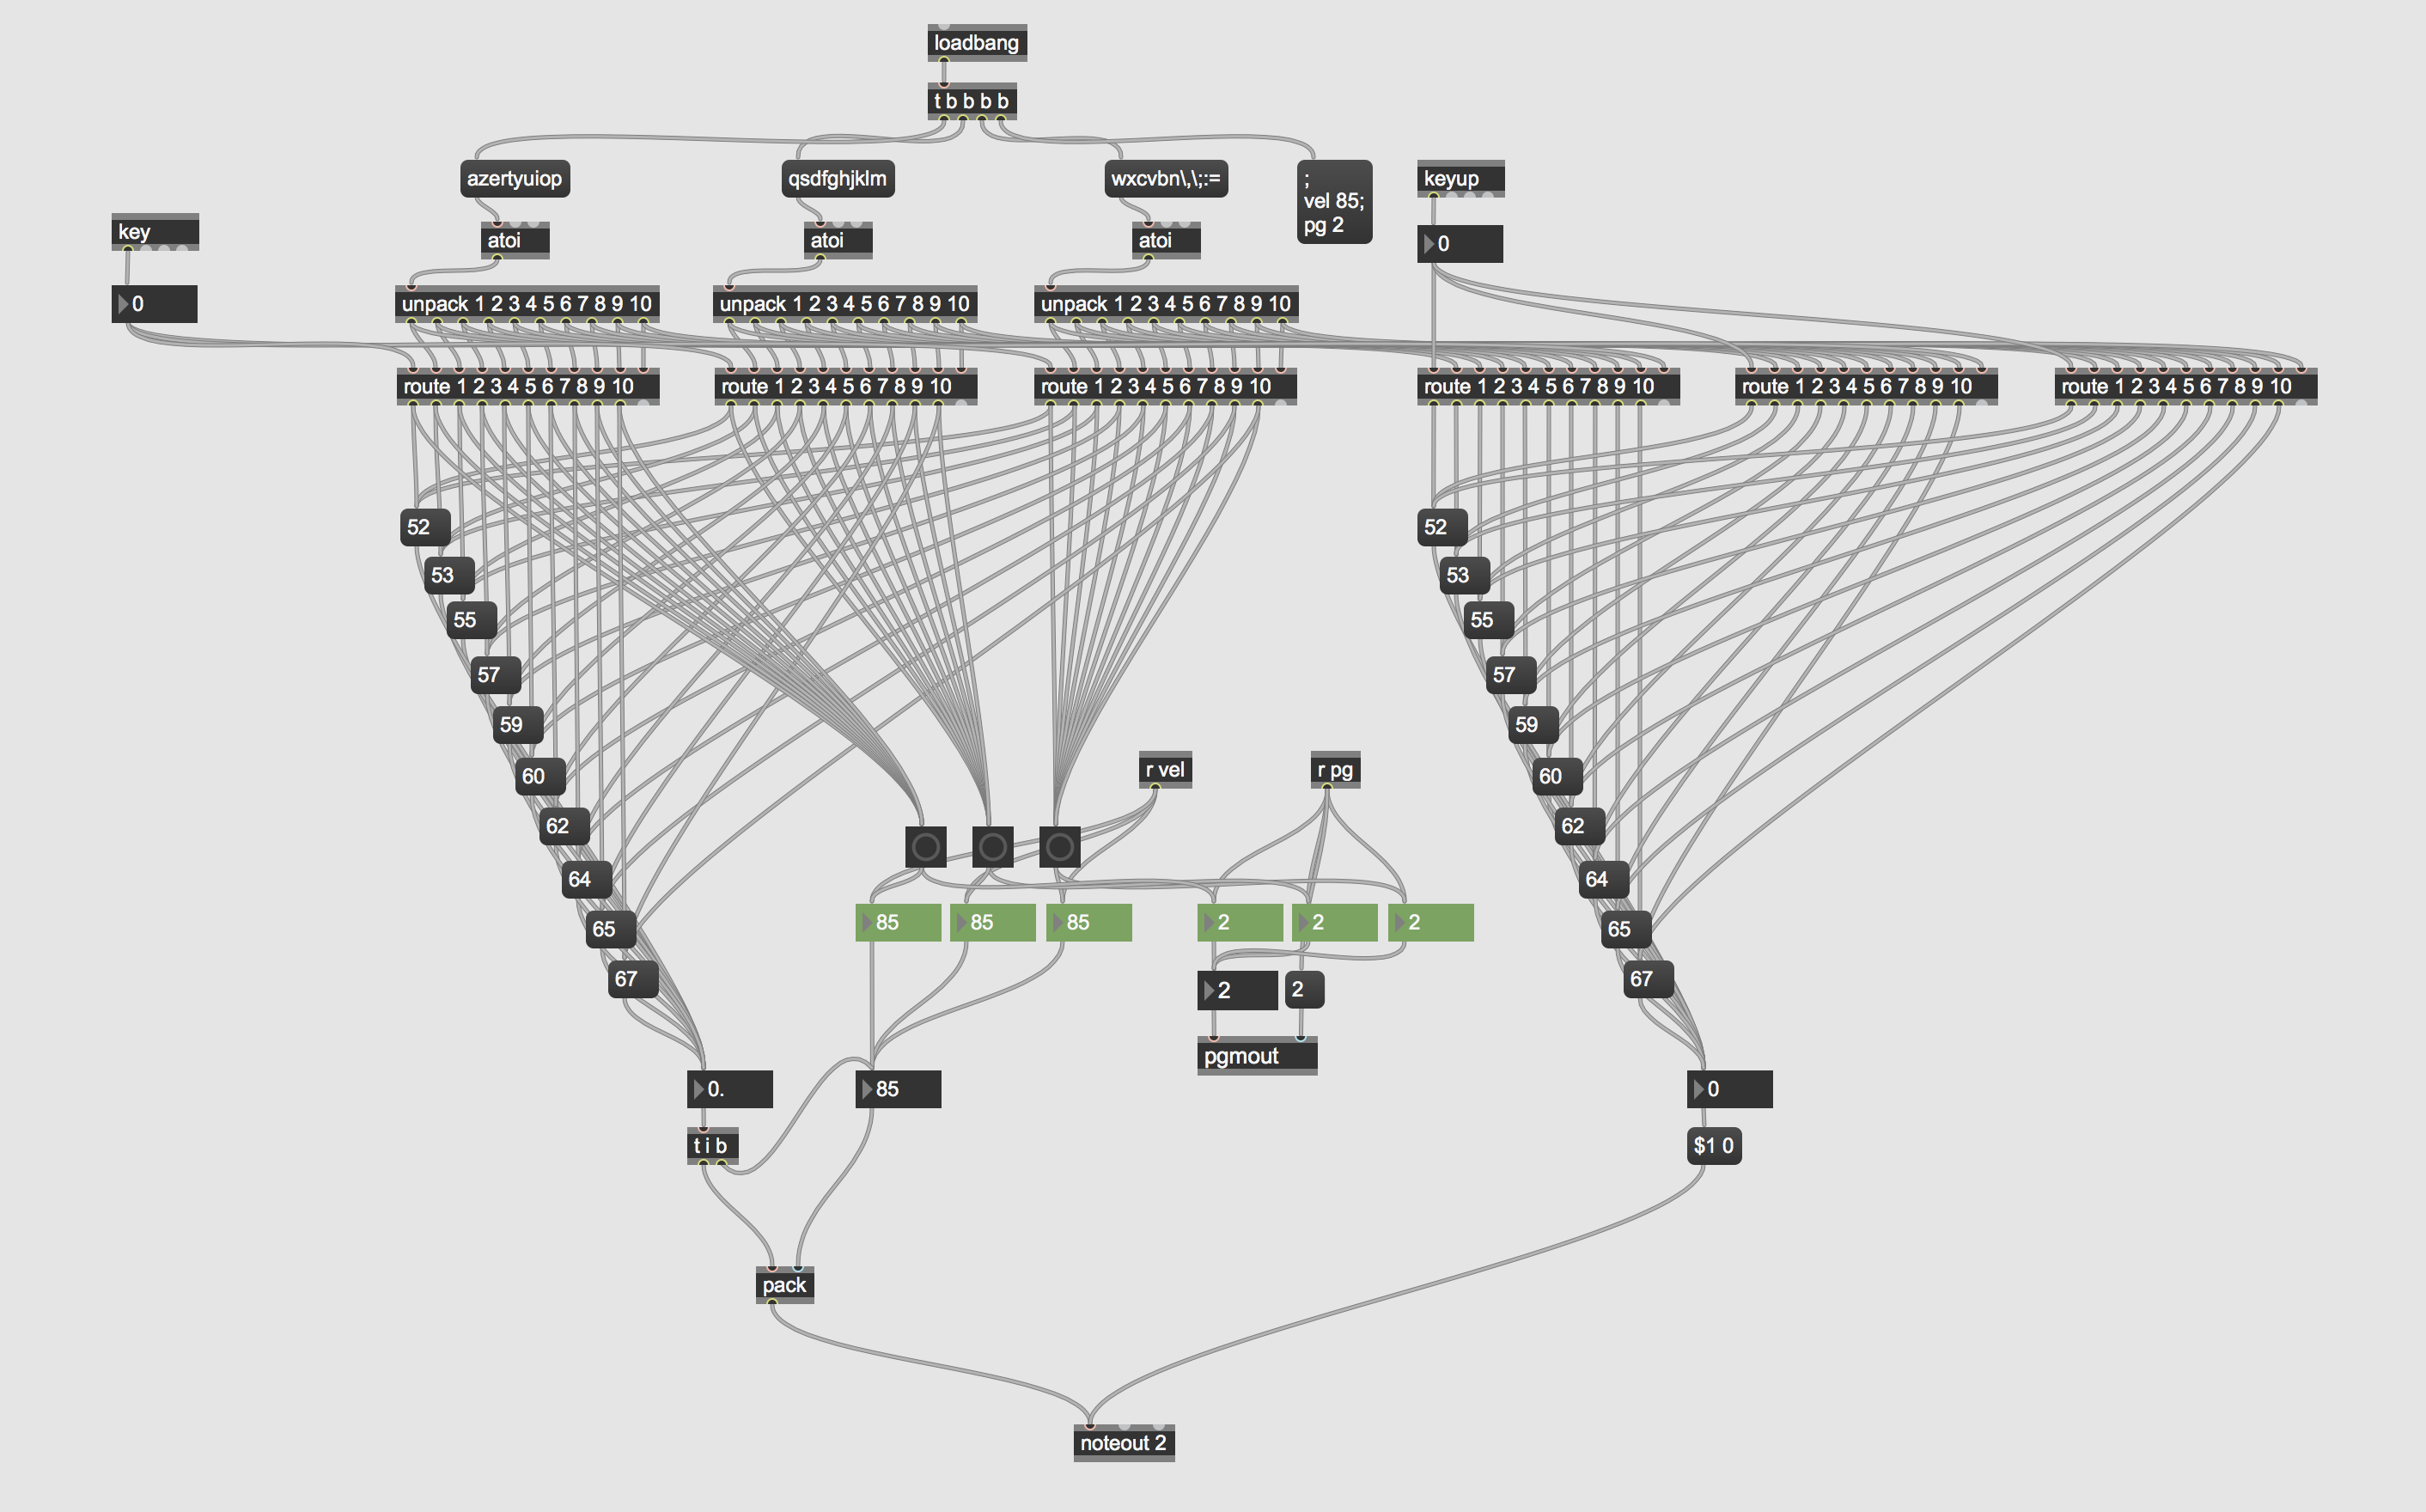 loadbang
t b b b b
azertyuiop
qsdfghjklm
wxcvbn\,\;:=
;
vel 85;
pg 2
keyup
key
atoi
atoi
atoi
0
0
unpack 1 2 3 4 5 6 7 8 9 10
unpack 1 2 3 4 5 6 7 8 9 10
unpack 1 2 3 4 5 6 7 8 9 10
route 1 2 3 4 5 6 7 8 9 10
route 1 2 3 4 5 6 7 8 9 10
route 1 2 3 4 5 6 7 8 9 10
route 1 2 3 4 5 6 7 8 9 10
route 1 2 3 4 5 6 7 8 9 10
route 1 2 3 4 5 6 7 8 9 10
52
52
53
53
55
55
57
57
59
59
r vel
r pg
60
60
62
62
64
64
65
85
85
85
2
2
2
65
67
2
2
67
pgmout
0.
85
0
t i b
$1 0
pack
noteout 2